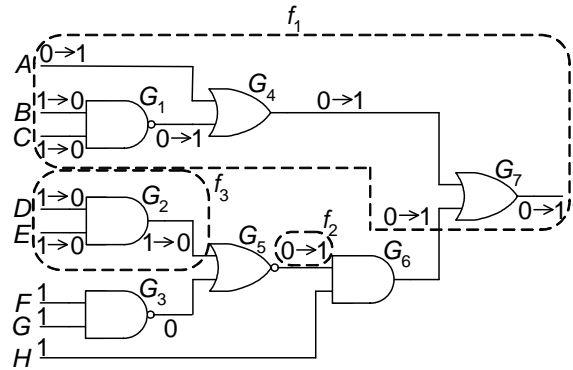 f1
A 0→1
B 1→0 G1 G4
C 1→0 0→1 0→1
G7
D 1→0 G2 f3
E 1→0 1→0 G5 f2 0→1 0→1
0→1 G6
F 1 G3
G 1 0
H 1